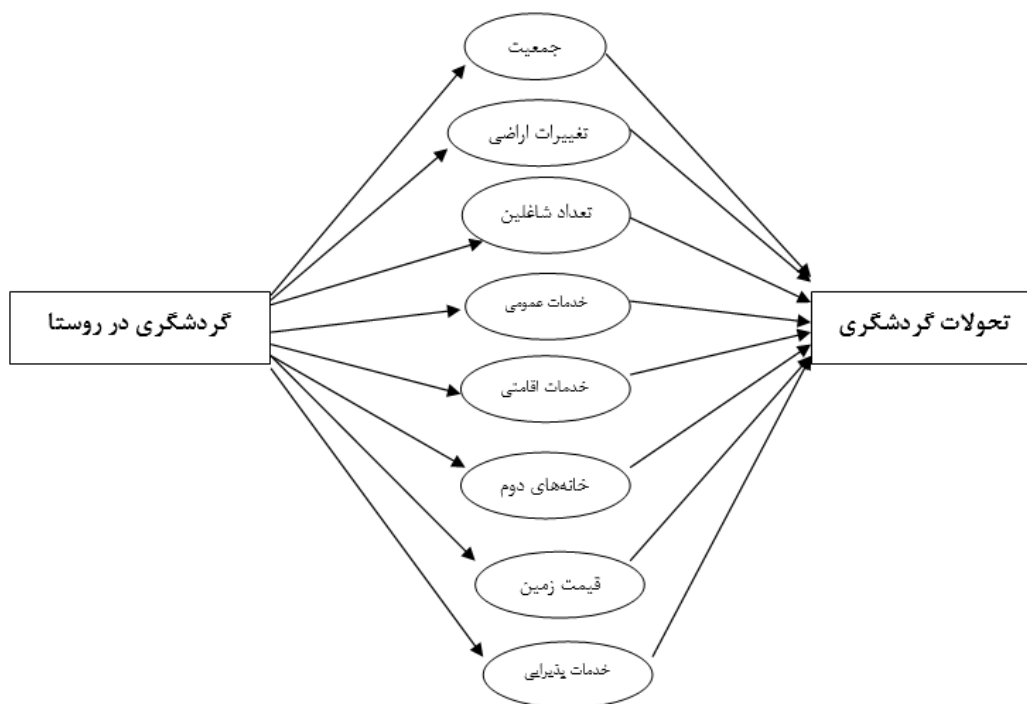 جمعیت
تغییرات اراضی
تعداد شاغلین
خدمات عمومی
تحولات گردشگری
گردشگری در روستا
خدمات اقامتی
خانه‌های دوم
قیمت زمین
خدمات پذیرایی